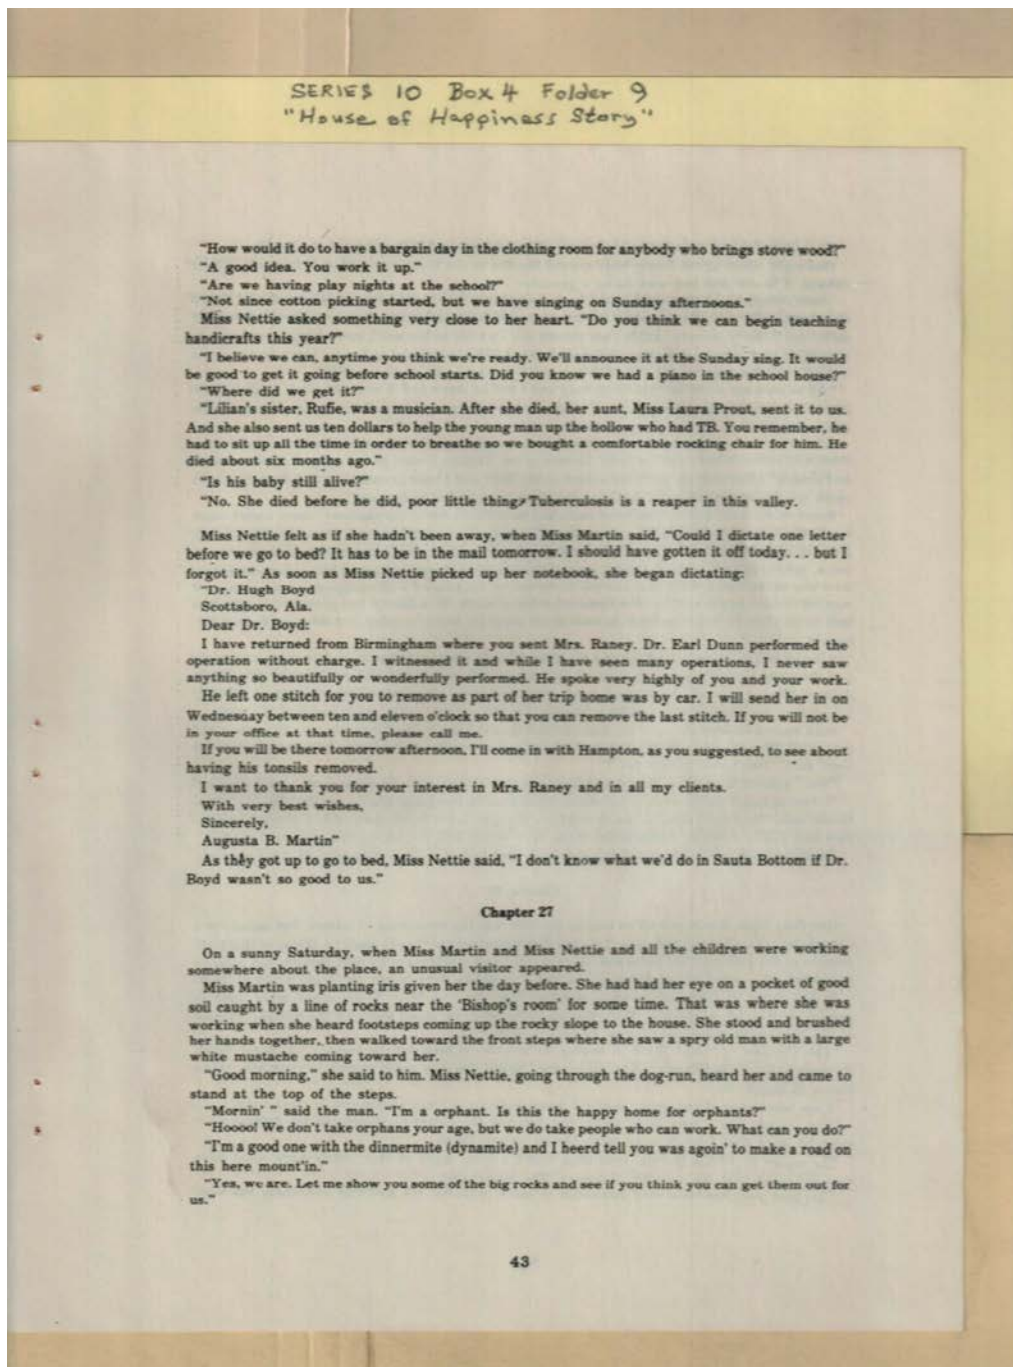 SERIES 10 Box 4 Folder 9
"House of Happiness Story"
"How would it do to have a bargain day in the clothing room for anybody who brings stove wood?"
"A good idea. You work it up."
"Are we having play nights at the school?"
"Not since cotton picking started, but we have singing on Sunday afternoons."
Miss Nettie asked something very close to her heart. "Do you think we can begin teaching
handicrafts this year?"
"I believe we can, anytime you think we're ready. We'll announce it at the Sunday sing. It would
be good to get it going before school starts. Did you know we had a piano in the school house?"
"Where did we get it?"
"Lilian's sister, Rufie, was a musician. After she died, her aunt, Miss Laura Prout, sent it to us.
And she also sent us ten dollars to help the young man up the hollow who had TB. You remember, he
had to sit up all the time in order to breathe so we bought a comfortable rocking chair for him. He
died about six months ago."
"Is his baby still alive?"
"No. She died before he did, poor little thing. Tuberculosis is a reaper in this valley.
Miss Nettie felt as if she hadn't been away, when Miss Martin said, "Could I dictate one letter
before we go to bed? It has to be in the mail tomorrow. I should have gotten it off today. . . but I
forgot it." As soon as Miss Nettie picked up her notebook, she began dictating:
"Dr. Hugh Boyd
Scottsboro, Ala.
Dear Dr. Boyd:
I have returned from Birmingham where you sent Mrs. Raney. Dr. Earl Dunn performed the
operation without charge. I witnessed it and while I have seen many operations, I never saw
anything so beautifully or wonderfully performed. He spoke very highly of you and your work.
He left one stitch for you to remove as part of her trip home was by car. I will send her in on
Wednesday between ten and eleven o'clock so that you can remove the last stitch. If you will not be
in your office at that time, please call me.
If you will be there tomorrow afternoon, I'll come in with Hampton, as you suggested, to see about
having his tonsils removed.
I want to thank you for your interest in Mrs. Raney and in all my clients.
With very best wishes,
Sincerely,
Augusta B. Martin"
As they got up to go to bed, Miss Nettie said, "I don't know what we'd do in Sauta Bottom if Dr.
Boyd wasn't so good to us."
Chapter 27
On a sunny Saturday, when Miss Martin and Miss Nettie and all the children were working
somewhere about the place, an unusual visitor appeared.
Miss Martin was planting iris given her the day before. She had had her eye on a pocket of good
soil caught by a line of rocks near the 'Bishop's room' for some time. That was where she was
working when she heard footsteps coming up the rocky slope to the house. She stood and brushed
her hands together, then walked toward the front steps where she saw a spry old man with a large
white mustache coming toward her.
"Good morning," she said to him. Miss Nettie, going through the dog-run, heard her and came to
stand at the top of the steps.
"Mornin' " said the man. "I'm a orphant. Is this the happy home for orphants?"
"Hoooo! We don't take orphans your age, but we do take people who can work. What can you do?"
"I'm a good one with the dinnermite (dynamite) and I heerd tell you was agoin' to make a road on
this here mount'in."
"Yes, we are. Let me show you some of the big rocks and see if you think you can get them out for
us."
43